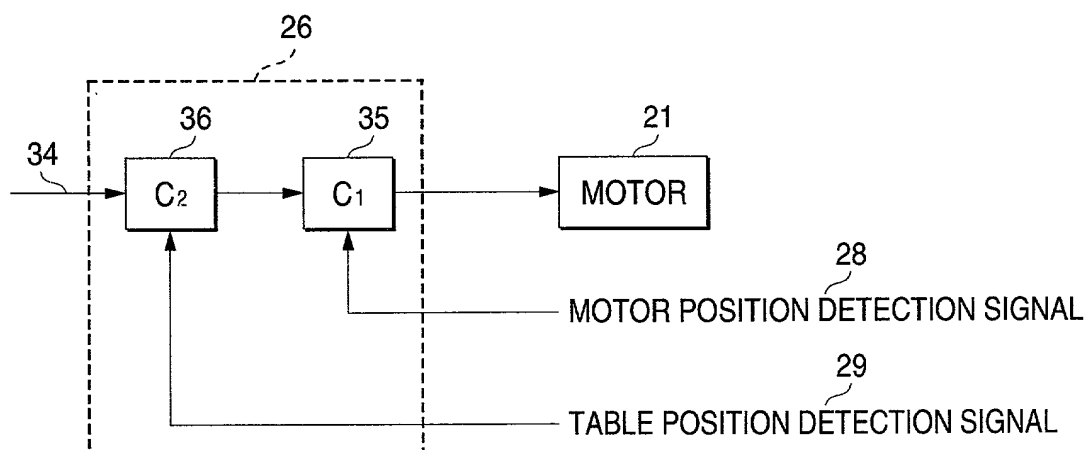 26
36
35
21
34
C2
C1
MOTOR
28
MOTOR POSITION DETECTION SIGNAL
29
TABLE POSITION DETECTION SIGNAL